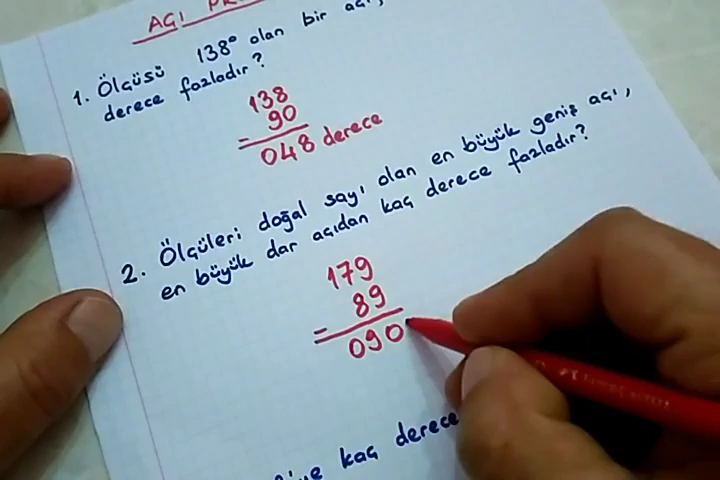 AÇI
1. Ölçüsü 138° olan bir açı,
derece fazladır?
138
90
048 derece
2. Ölçüleri doğal sayı olan en büyük geniş açı,
en büyük dar açıdan kaç derece fazladır?
179
89
090
kaç derece